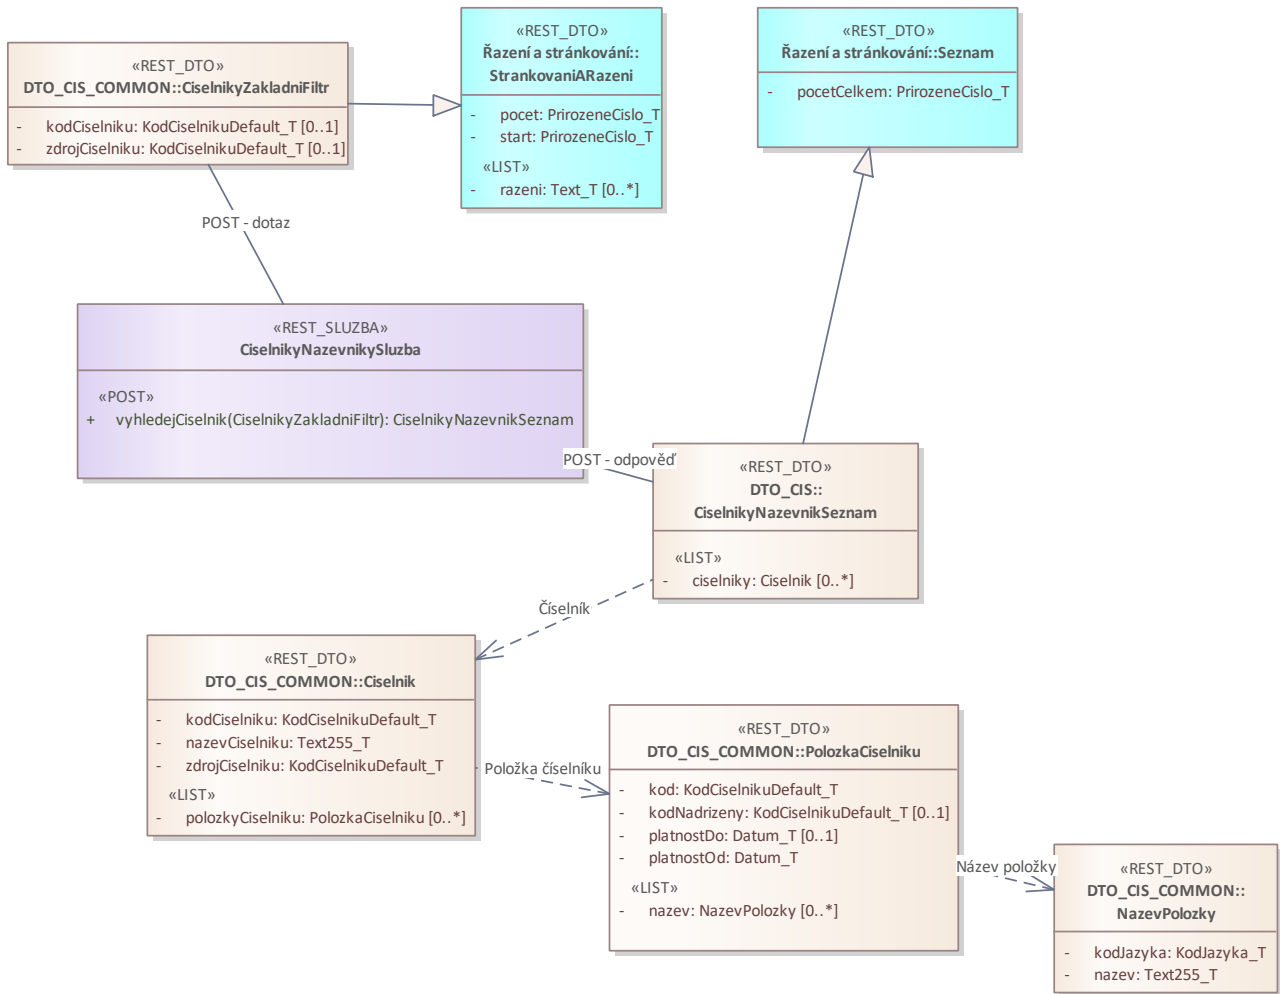 «REST_DTO»
DTO_CIS_COMMON::CiselnikyZakladniFiltr
- kodCiselniku: KodCiselnikuDefault_T [0..1]
- zdrojCiselniku: KodCiselnikuDefault_T [0..1]
«REST_DTO»
Řazení a stránkování::
StrankovaniARazeni
- pocet: PrirozeneCislo_T
- start: PrirozeneCislo_T
«LIST»
- razeni: Text_T [0..*]
«REST_DTO»
Řazení a stránkování::Seznam
- pocetCelkem: PrirozeneCislo_T
POST - dotaz
«REST_SLUZBA»
CiselnikyNazevnikySluzba
«POST»
+ vyhledejCiselnik(CiselnikyZakladniFiltr): CiselnikyNazevnikSeznam
POST - odpověď
«REST_DTO»
DTO_CIS::
CiselnikyNazevnikSeznam
«LIST»
- ciselniky: Ciselnik [0..*]
Číselník
«REST_DTO»
DTO_CIS_COMMON::Ciselnik
- kodCiselniku: KodCiselnikuDefault_T
- nazevCiselniku: Text255_T
- zdrojCiselniku: KodCiselnikuDefault_T
«LIST»
- polozkyCiselniku: PolozkaCiselniku [0..*]
Položka číselníku
«REST_DTO»
DTO_CIS_COMMON::PolozkaCiselniku
- kod: KodCiselnikuDefault_T
- kodNadrizeny: KodCiselnikuDefault_T [0..1]
- platnostDo: Datum_T [0..1]
- platnostOd: Datum_T
«LIST»
- nazev: NazevPolozky [0..*]
Název položky
«REST_DTO»
DTO_CIS_COMMON::
NazevPolozky
- kodJazyka: KodJazyka_T
- nazev: Text255_T